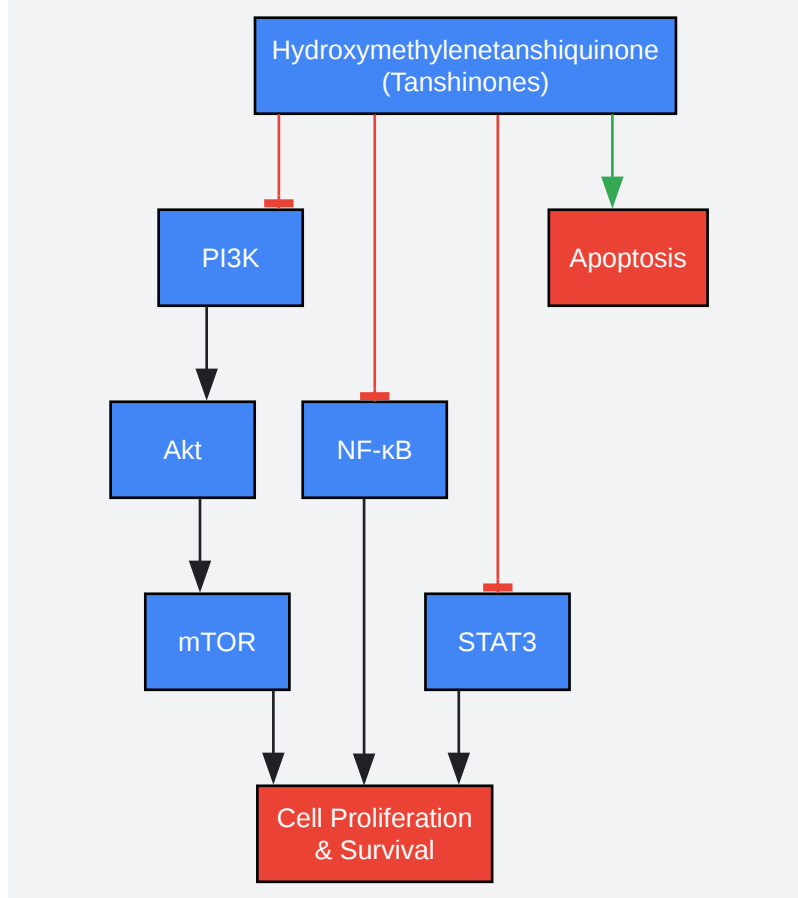 Hydroxymethylenetanshiquinone
(Tanshinones)
PI3K
Apoptosis
Akt
NF-κB
mTOR
STAT3
Cell Proliferation
& Survival